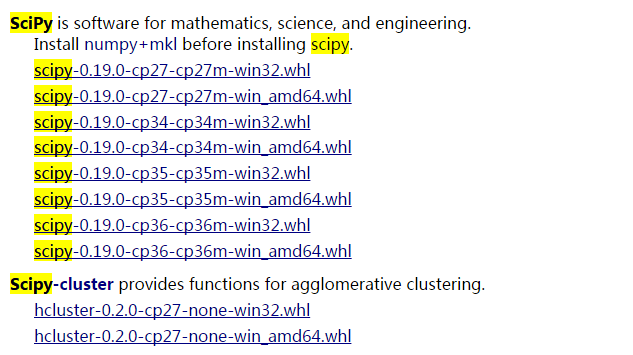 SciPy is software for mathematics, science, and engineering.
Install numpy+mkl before installing scipy.
scipy-0.19.0-cp27-cp27m-win32.whl
scipy-0.19.0-cp27-cp27m-win_amd64.whl
scipy-0.19.0-cp34-cp34m-win32.whl
scipy-0.19.0-cp34-cp34m-win_amd64.whl
scipy-0.19.0-cp35-cp35m-win32.whl
scipy-0.19.0-cp35-cp35m-win_amd64.whl
scipy-0.19.0-cp36-cp36m-win32.whl
scipy-0.19.0-cp36-cp36m-win_amd64.whl
Scipy-cluster provides functions for agglomerative clustering.
hcluster-0.2.0-cp27-none-win32.whl
hcluster-0.2.0-cp27-none-win_amd64.whl